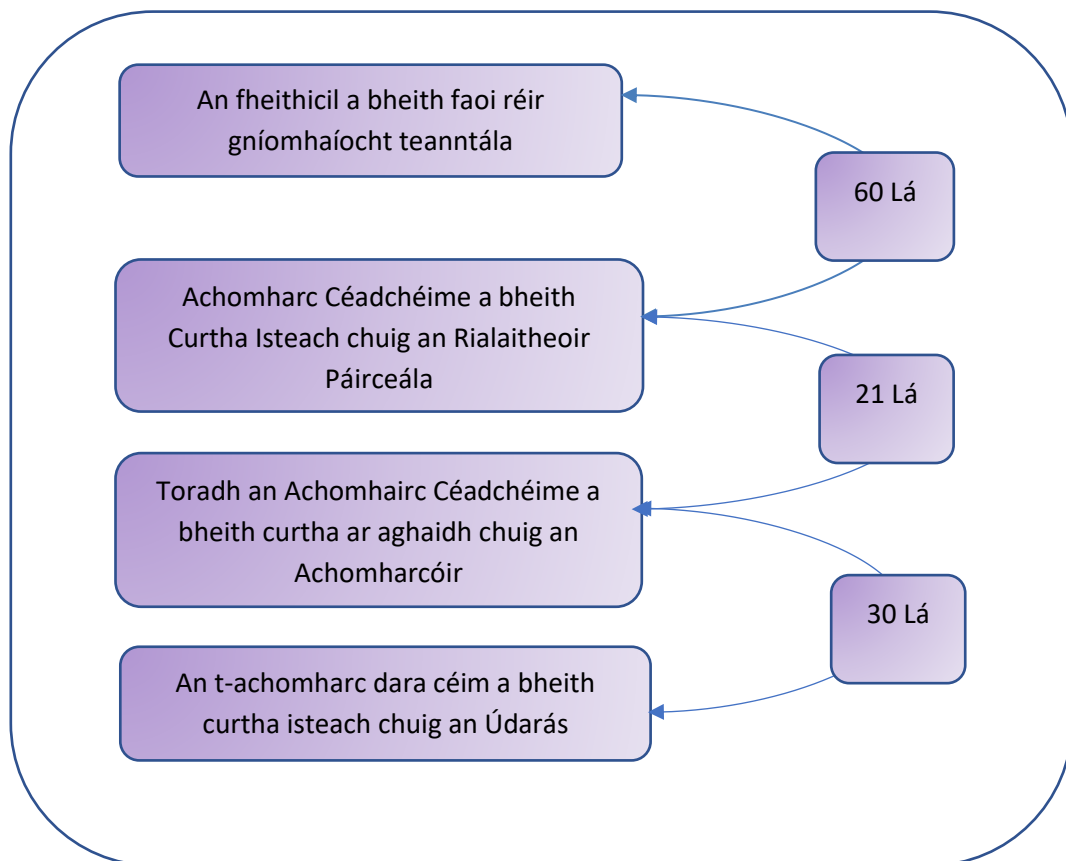 An fheithicil a bheith faoi réir
gníomhaíocht teanntála
60 Lá
Achomharc Céadchéime a bheith
Curtha Isteach chuig an Rialaitheoir
Páirceála
21 Lá
Toradh an Achomhairc Céadchéime a
bheith curtha ar aghaidh chuig an
Achomharcóir
30 Lá
An t-achomharc dara céim a bheith
curtha isteach chuig an Údarás